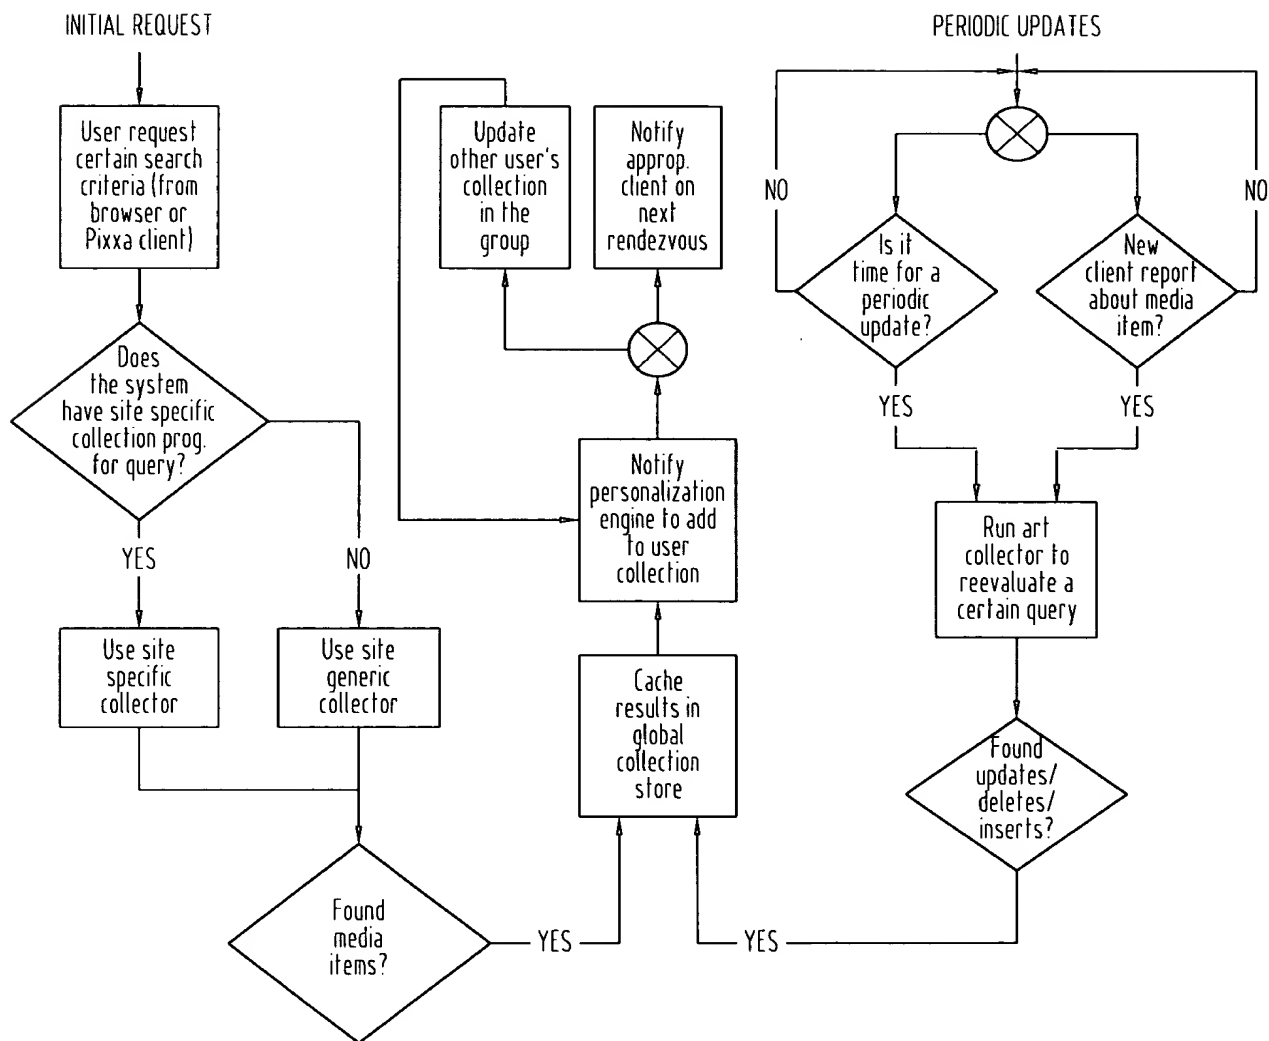 INITIAL REQUEST
User request
certain search
criteria (from
browser or
Pixxa client)
Does
the system
have site specific
collection prog.
for query?
YES
NO
Use site
specific
collector
Use site
generic
collector
Found
media
items?
YES
Update
other user's
collection
in the
group
Notify
approp.
client on
next
rendezvous
Notify
personalization
engine to add
to user
collection
Cache
results in
global
collection
store
PERIODIC UPDATES
NO
NO
Is it
time for a
periodic
update?
New
client report
about media
item?
YES
YES
Run art
collector to
reevaluate a
certain query
Found
updates/
deletes/
inserts?
YES